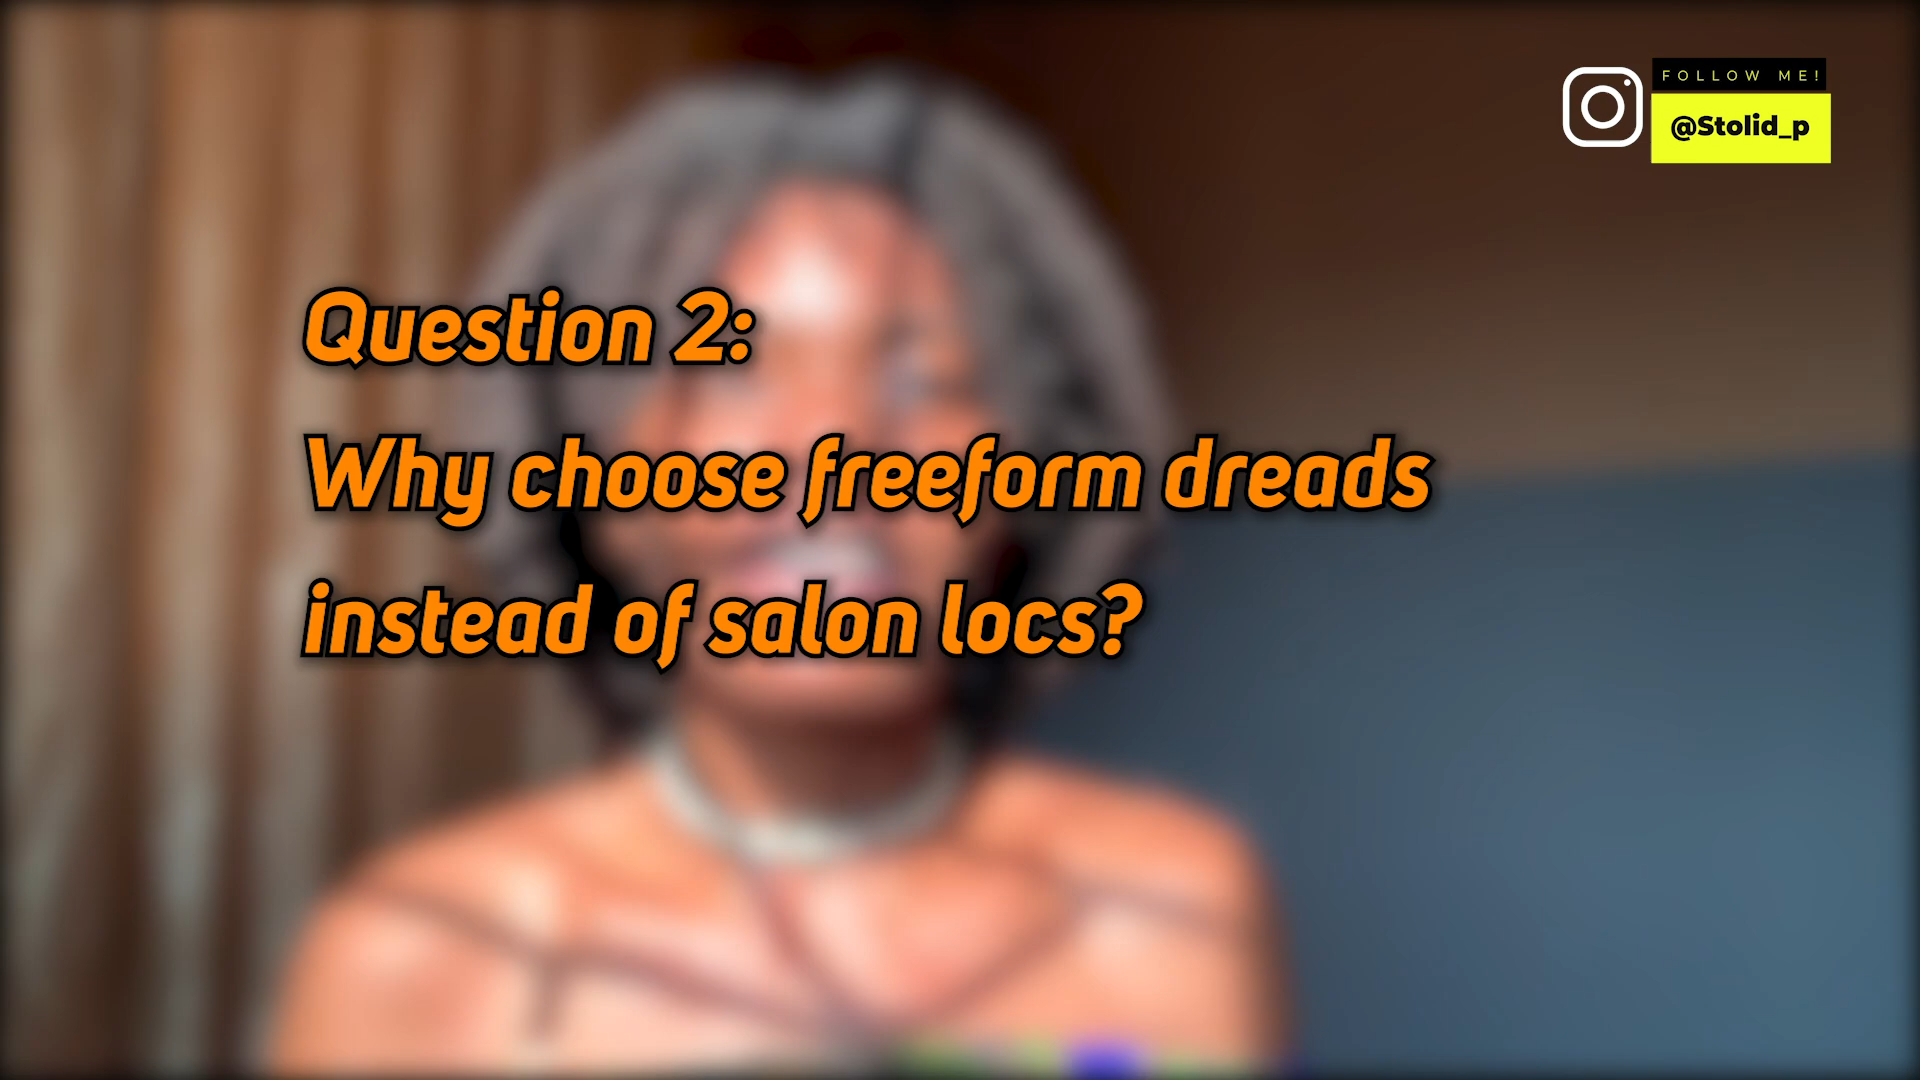 FOLLOW ME!
@Stolid_p
Question 2:
Why choose freeform dreads
instead of salon locs?